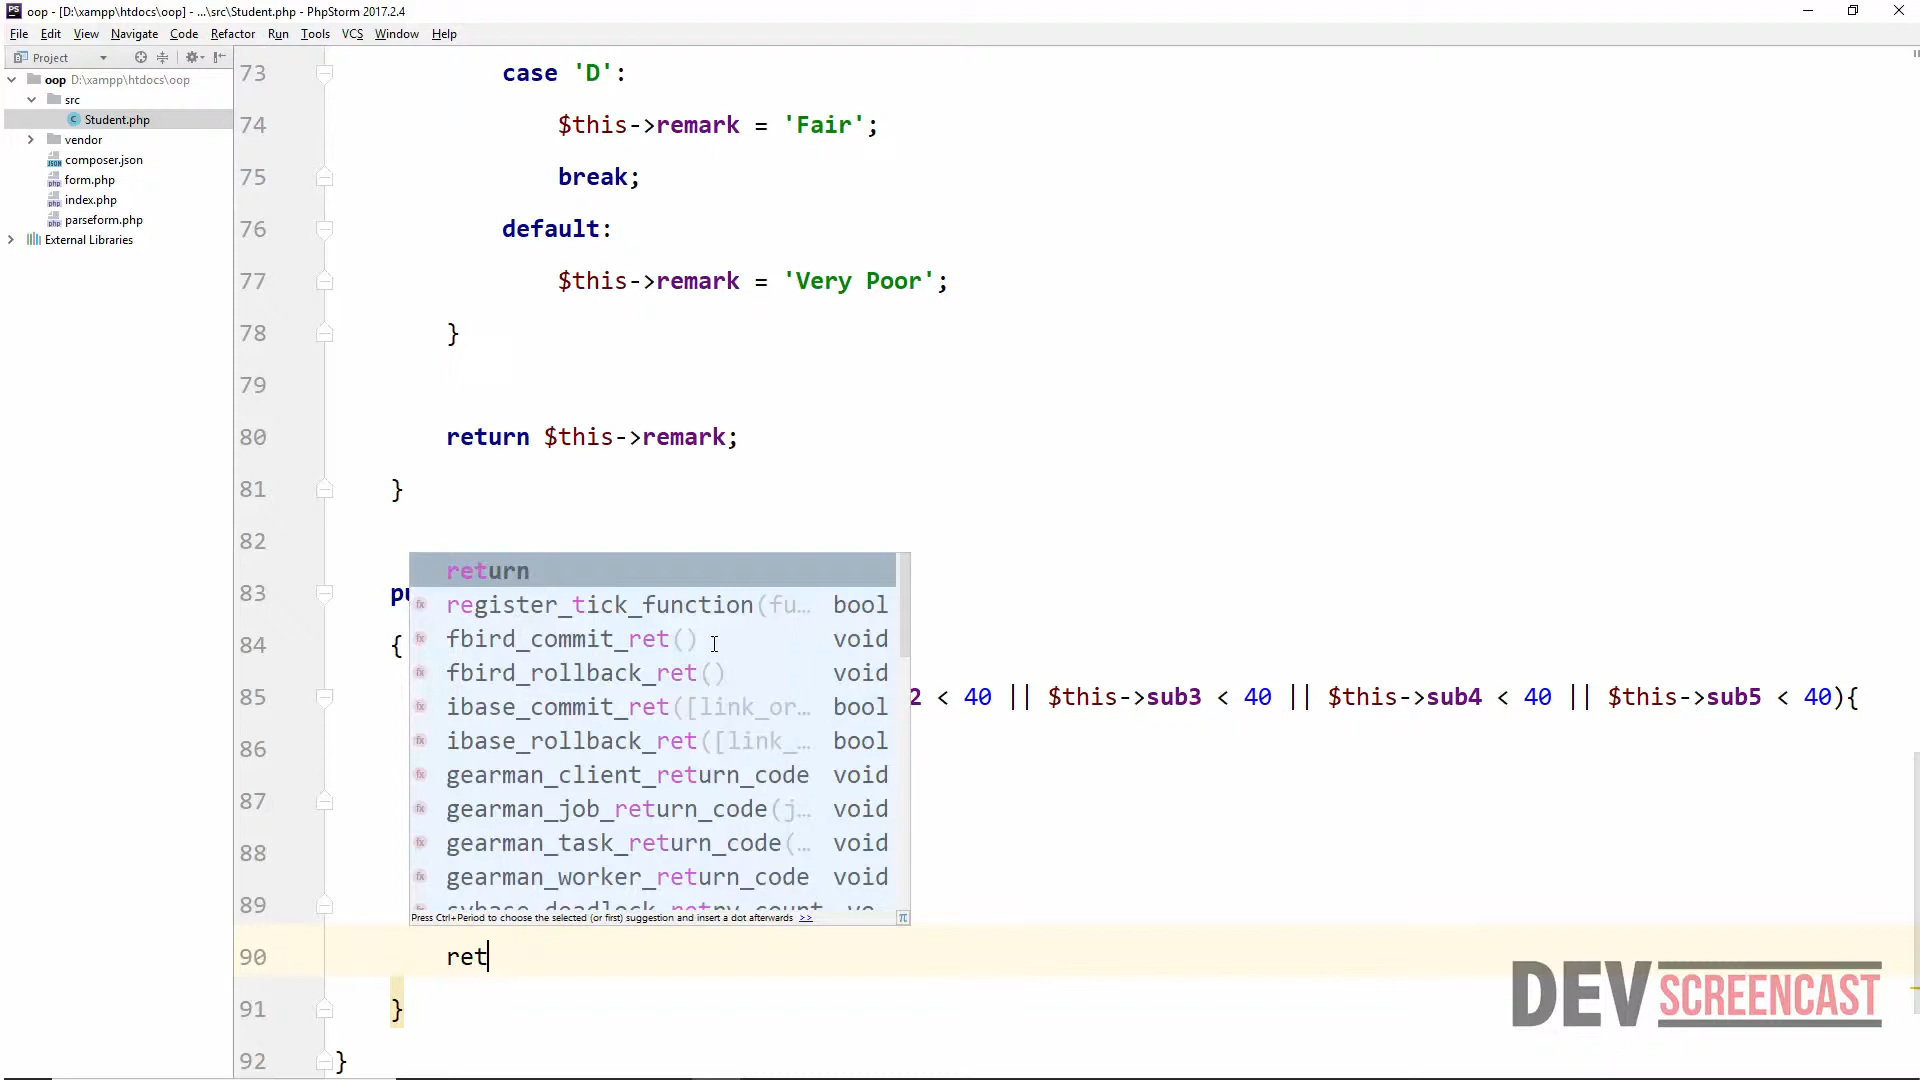 oop - [D:\xampp\htdocs\oop] - ...\src\Student.php - PhpStorm 2017.2.4
File Edit View Navigate Code Refactor Run Tools VCS Window Help
Project
oop D:\xampp\htdocs\oop
src
Student.php
vendor
composer.json
form.php
index.php
parseform.php
External Libraries
73 case 'D':
74 $this->remark = 'Fair';
75 break;
76 default:
77 $this->remark = 'Very Poor';
78 }
79
80 return $this->remark;
81 }
82
83
84 {
85 2 < 40 || $this->sub3 < 40 || $this->sub4 < 40 || $this->sub5 < 40){
86
87
88
89
90 ret
91 }
92 }
return
register_tick_function(fu... bool
fbird_commit_ret() void
fbird_rollback_ret() void
ibase_commit_ret([link_or... bool
ibase_rollback_ret([link_... bool
gearman_client_return_code void
gearman_job_return_code(j... void
gearman_task_return_code(... void
gearman_worker_return_code void
Press Ctrl+Period to choose the selected (or first) suggestion and insert a dot afterwards >>
π
DEV SCREENCAST